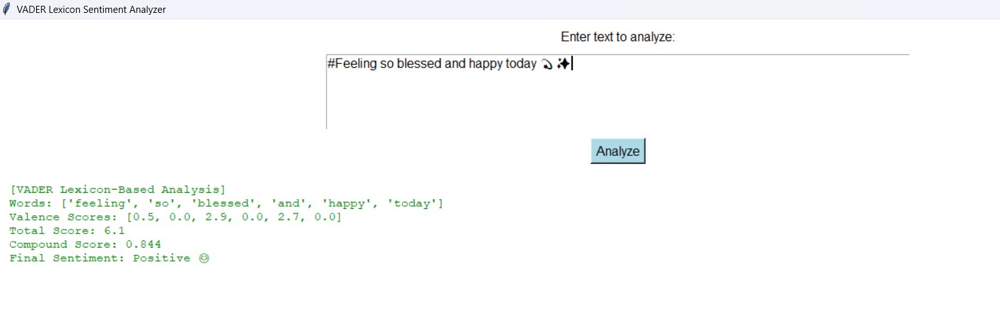 VADER Lexicon Sentiment Analyzer
Enter text to analyze:
#Feeling so blessed and happy today 💫 ✨
Analyze
[VADER Lexicon-Based Analysis]
Words: ['feeling', 'so', 'blessed', 'and', 'happy', 'today']
Valence Scores: [0.5, 0.0, 2.9, 0.0, 2.7, 0.0]
Total Score: 6.1
Compound Score: 0.844
Final Sentiment: Positive 😊